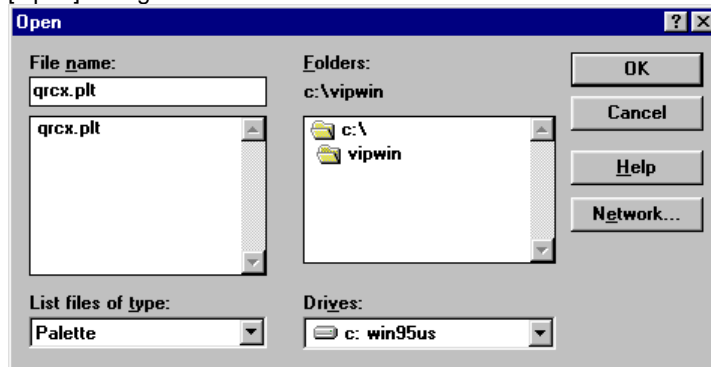 Open
File name:
qrcx.plt
qrcx.plt
List files of type:
Palette
Folders:
c:\vipwin
c:\
vipwin
Drives:
c: win95us
OK
Cancel
Help
Network...